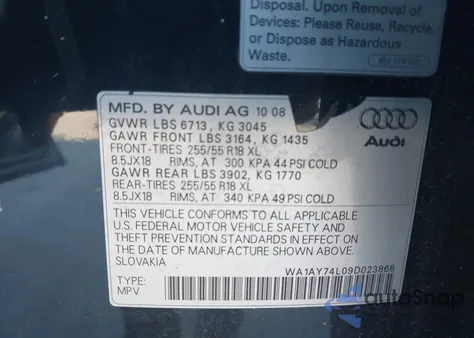 Disposal. Upon Removal of
Devices: Please Reuse, Recycle,
or Dispose as Hazardous
Waste.
MFD. BY AUDI AG 10 08
GVWR LBS 6713, KG 3045
GAWR FRONT LBS 3164, KG 1435
FRONT-TIRES 255/55 R18 XL
8.5JX18 RIMS, AT 300 KPA 44 PSI COLD
GAWR REAR LBS 3902, KG 1770
REAR-TIRES 255/55 R18 XL
8.5JX18 RIMS, AT 340 KPA 49 PSI COLD
Audi
THIS VEHICLE CONFORMS TO ALL APPLICABLE
U.S. FEDERAL MOTOR VEHICLE SAFETY AND
THEFT PREVENTION STANDARDS IN EFFECT ON
THE DATE OF MANUFACTURE SHOWN ABOVE.
SLOVAKIA
WA1AY74L09D023868
TYPE:
MPV
autoSnap